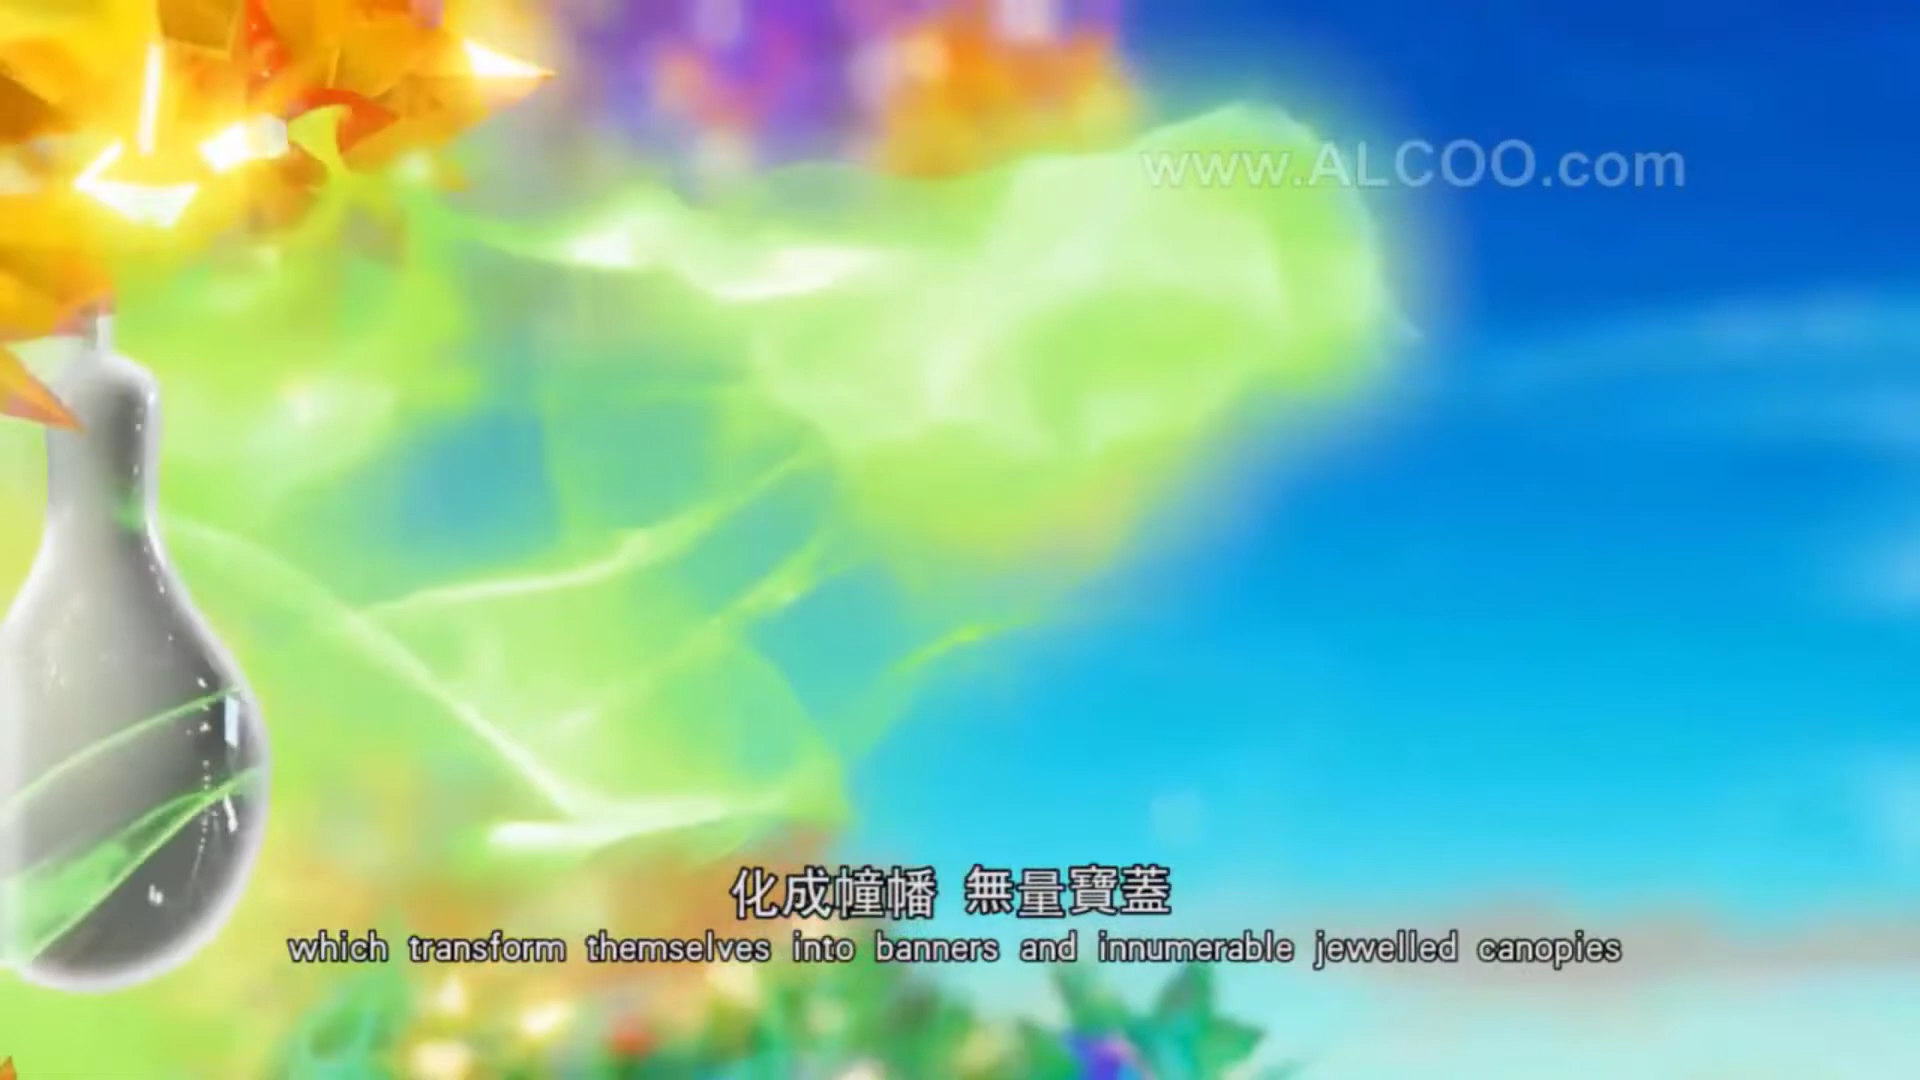 www.ALCOO.com
化成幢幡 無量寶蓋
which transform themselves into banners and innumerable jewelled canopies